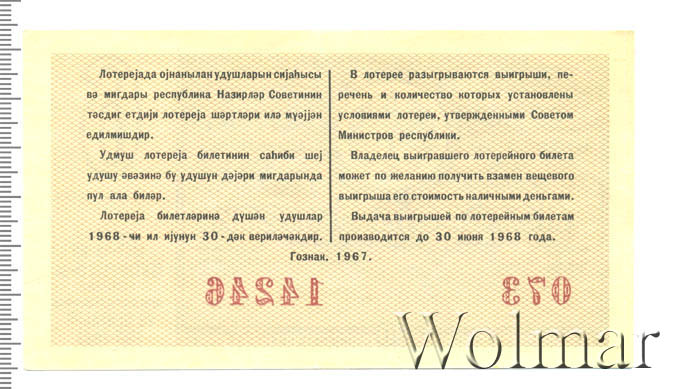 Лотерејада ојнанылан удушларын сијаһысы
вә мигдары республика Назирләр Советинин
тәсдиг етдији лотереја шәртләри илә мүәјјән
едилмишдир.
Удмуш лотереја билетинин саһиби шеј
удушу әвәзинә бу удушун дәјәри мигдарында
пул ала биләр.
Лотереја билетләринә дүшән удушлар
1968-чи ил ијунун 30-дәк вериләҹәкдир.
В лотерее разыгрываются выигрыши, пе-
речень и количество которых установлены
условиями лотереи, утвержденными Советом
Министров республики.
Владелец выигравшего лотерейного билета
может по желанию получить взамен вещевого
выигрыша его стоимость наличными деньгами.
Выдача выигрышей по лотерейным билетам
производится до 30 июня 1968 года.
Гознак. 1967.
14246 073
Wolmar